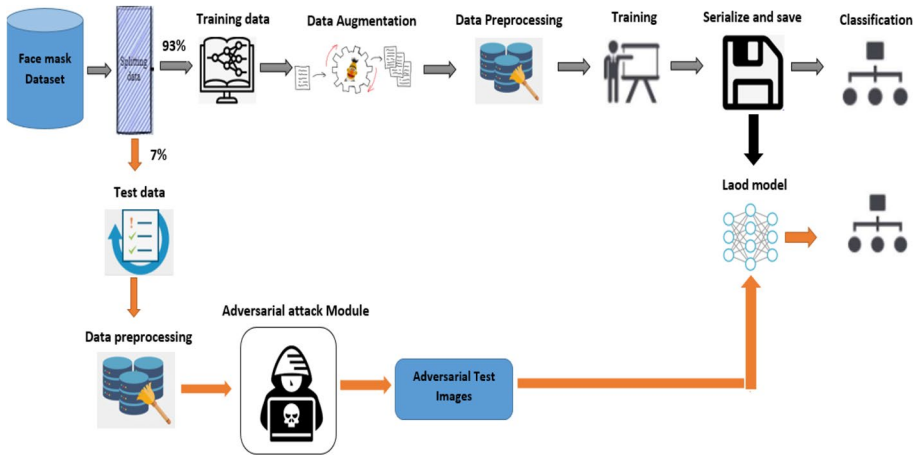 Face mask
Dataset
Splitting
data
93%
Training data
Data Augmentation
Data Preprocessing
Training
Serialize and save
Classification
7%
Test data
Laod model
Data preprocessing
Adversarial attack Module
Adversarial Test
Images